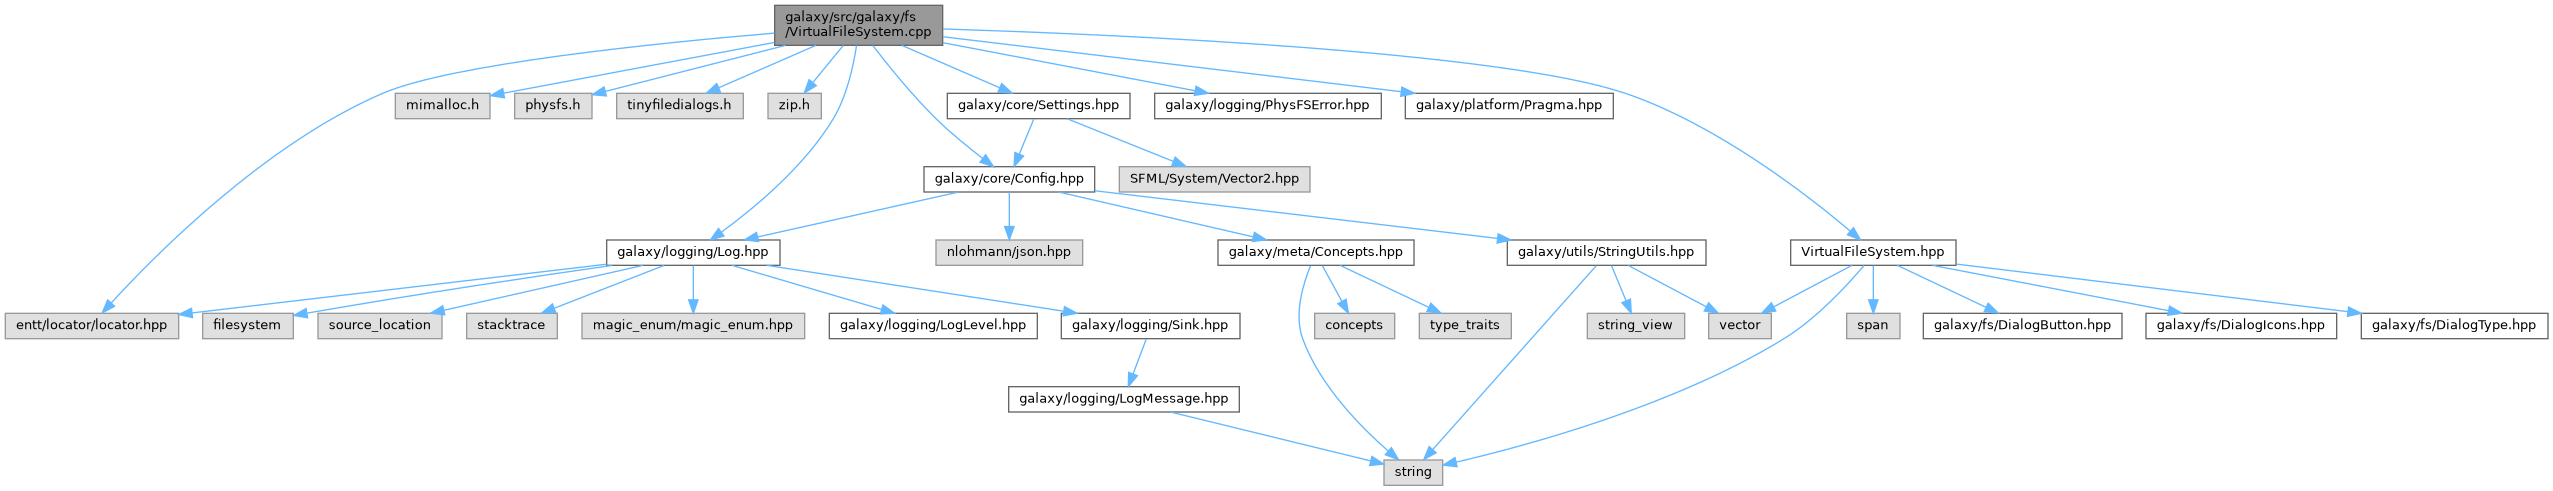 galaxy/src/galaxy/fs
/VirtualFileSystem.cpp
mimalloc.h
physfs.h
tinyfiledialogs.h
zip.h
galaxy/core/Settings.hpp
galaxy/logging/PhysFSError.hpp
galaxy/platform/Pragma.hpp
galaxy/core/Config.hpp
SFML/System/Vector2.hpp
galaxy/logging/Log.hpp
nlohmann/json.hpp
galaxy/meta/Concepts.hpp
galaxy/utils/StringUtils.hpp
VirtualFileSystem.hpp
entt/locator/locator.hpp
filesystem
source_location
stacktrace
magic_enum/magic_enum.hpp
galaxy/logging/LogLevel.hpp
galaxy/logging/Sink.hpp
concepts
type_traits
string_view
vector
span
galaxy/fs/DialogButton.hpp
galaxy/fs/DialogIcons.hpp
galaxy/fs/DialogType.hpp
galaxy/logging/LogMessage.hpp
string